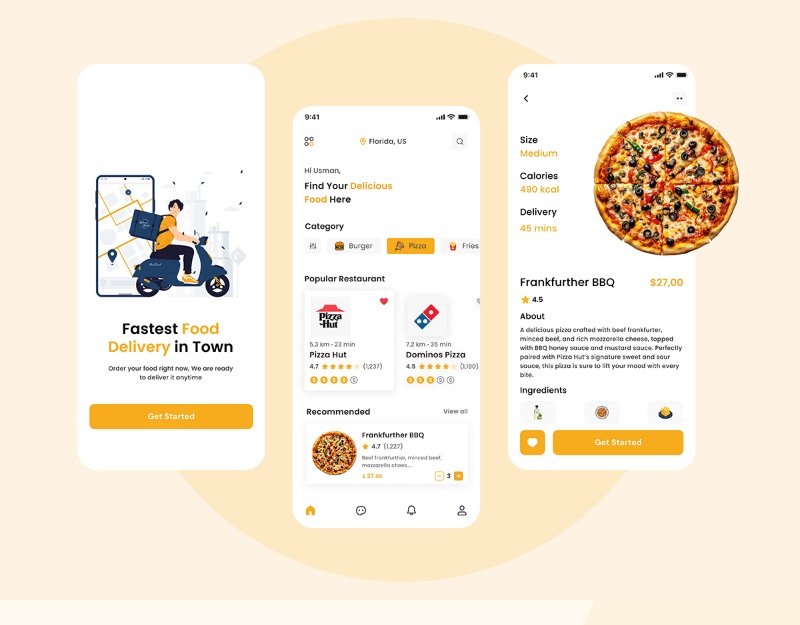 Fastest Food
Delivery in Town
Order your food right now, We are ready
to deliver it anytime
Get Started
9:41
Florida, US
Hi Usman,
Find Your Delicious
Food Here
Category
Burger
Pizza
Fries
Popular Restaurant
Pizza
Hut
5.3 km - 23 min
Pizza Hut
4.7
(1,237)
7.2 km - 35 min
Dominos Pizza
4.5
(1,190)
Recommended
View all
Frankfurther BBQ
4.7 (1,227)
Beef frankfurter, minced beef,
mozzarella chees...
$ 27.00
3
9:41
Size
Medium
Calories
490 kcal
Delivery
45 mins
Frankfurther BBQ
$27,00
4.5
About
A delicious pizza crafted with beef frankfurter,
minced beef, and rich mozzarella cheese, topped
with BBQ honey sauce and mustard sauce. Perfectly
paired with Pizza Hut's signature sweet and sour
sauce, this pizza is sure to lift your mood with every
bite.
Ingredients
Get Started